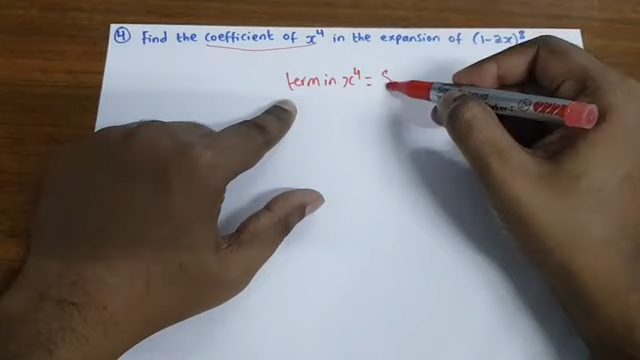 ④ Find the coefficient of x⁴ in the expansion of (1-2x)⁸
term in x⁴ =